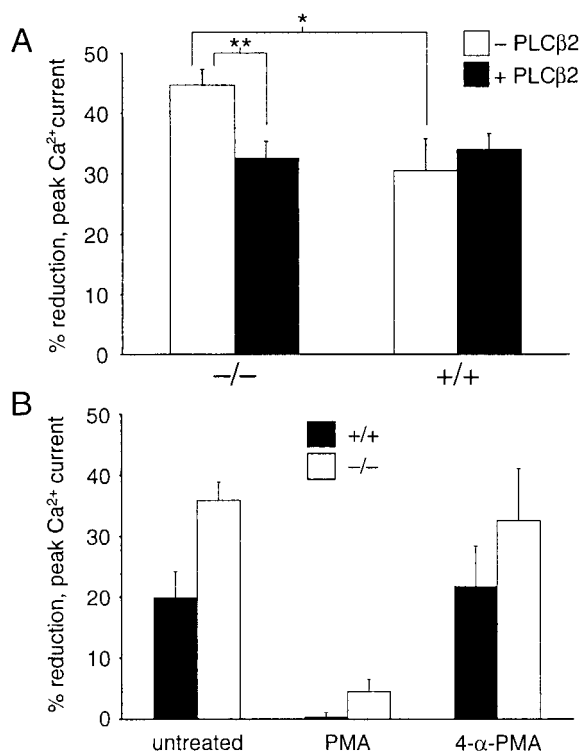 A
*
**
– PLCβ2
+ PLCβ2
% reduction, peak Ca²⁺ current
50
40
30
20
10
0
–/–
+/+
B
+/+
–/–
% reduction, peak Ca²⁺ current
50
40
30
20
10
0
untreated
PMA
4-α-PMA